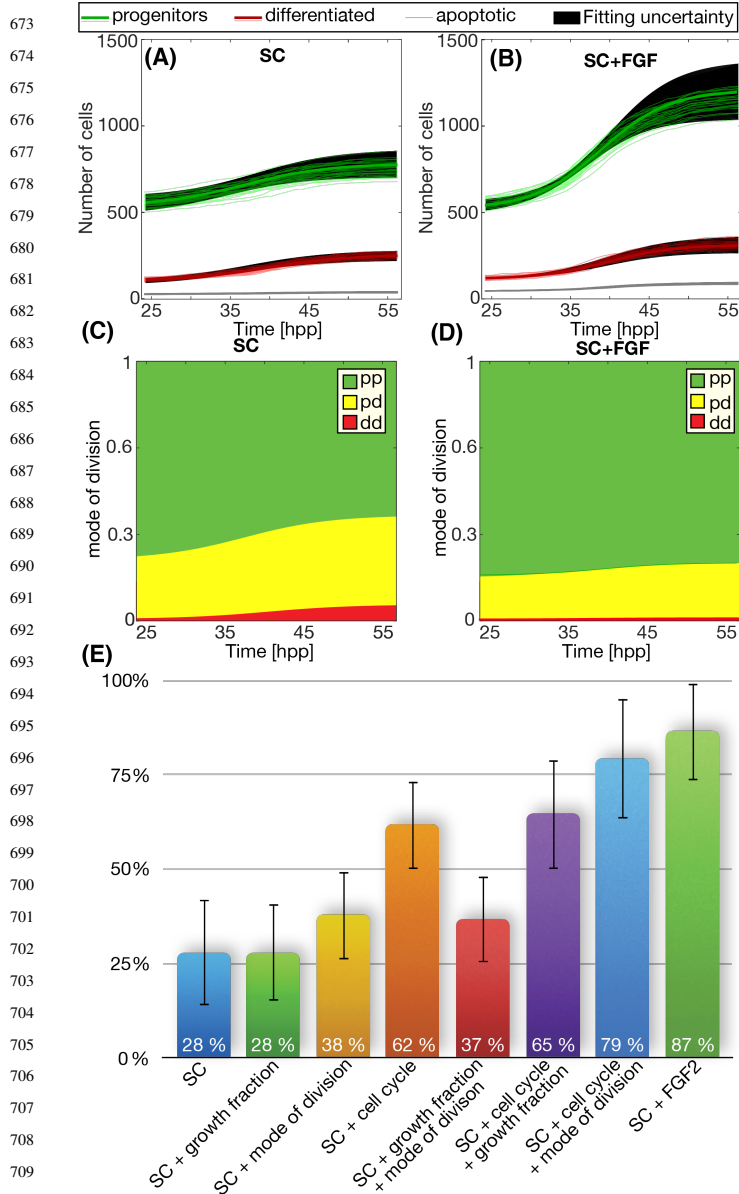 progenitors differentiated apoptotic Fitting uncertainty
673
674
675
676
677
678
679
680
681
682
683
684
685
686
687
688
689
690
691
692
693
694
695
696
697
698
699
700
701
702
703
704
705
706
707
708
709
(A) SC
Number of cells
1500
1000
500
0
25 35 45 55
Time [hpp]
(B) SC+FGF
Number of cells
1500
1000
500
0
25 35 45 55
Time [hpp]
(C) SC
mode of division
1
0.6
0.3
0
pp
pd
dd
25 35 45 55
Time [hpp]
(D) SC+FGF
mode of division
1
0.6
0.3
0
pp
pd
dd
25 35 45 55
Time [hpp]
(E)
100%
75%
50%
25%
0%
28 % 28 % 38 % 62 % 37 % 65 % 79 % 87 %
SC
SC + growth fraction
SC + mode of division
SC + cell cycle
SC + growth fraction
+ mode of divison
SC + cell cycle
+ growth fraction
SC + cell cycle
+ mode of division
SC + FGF2